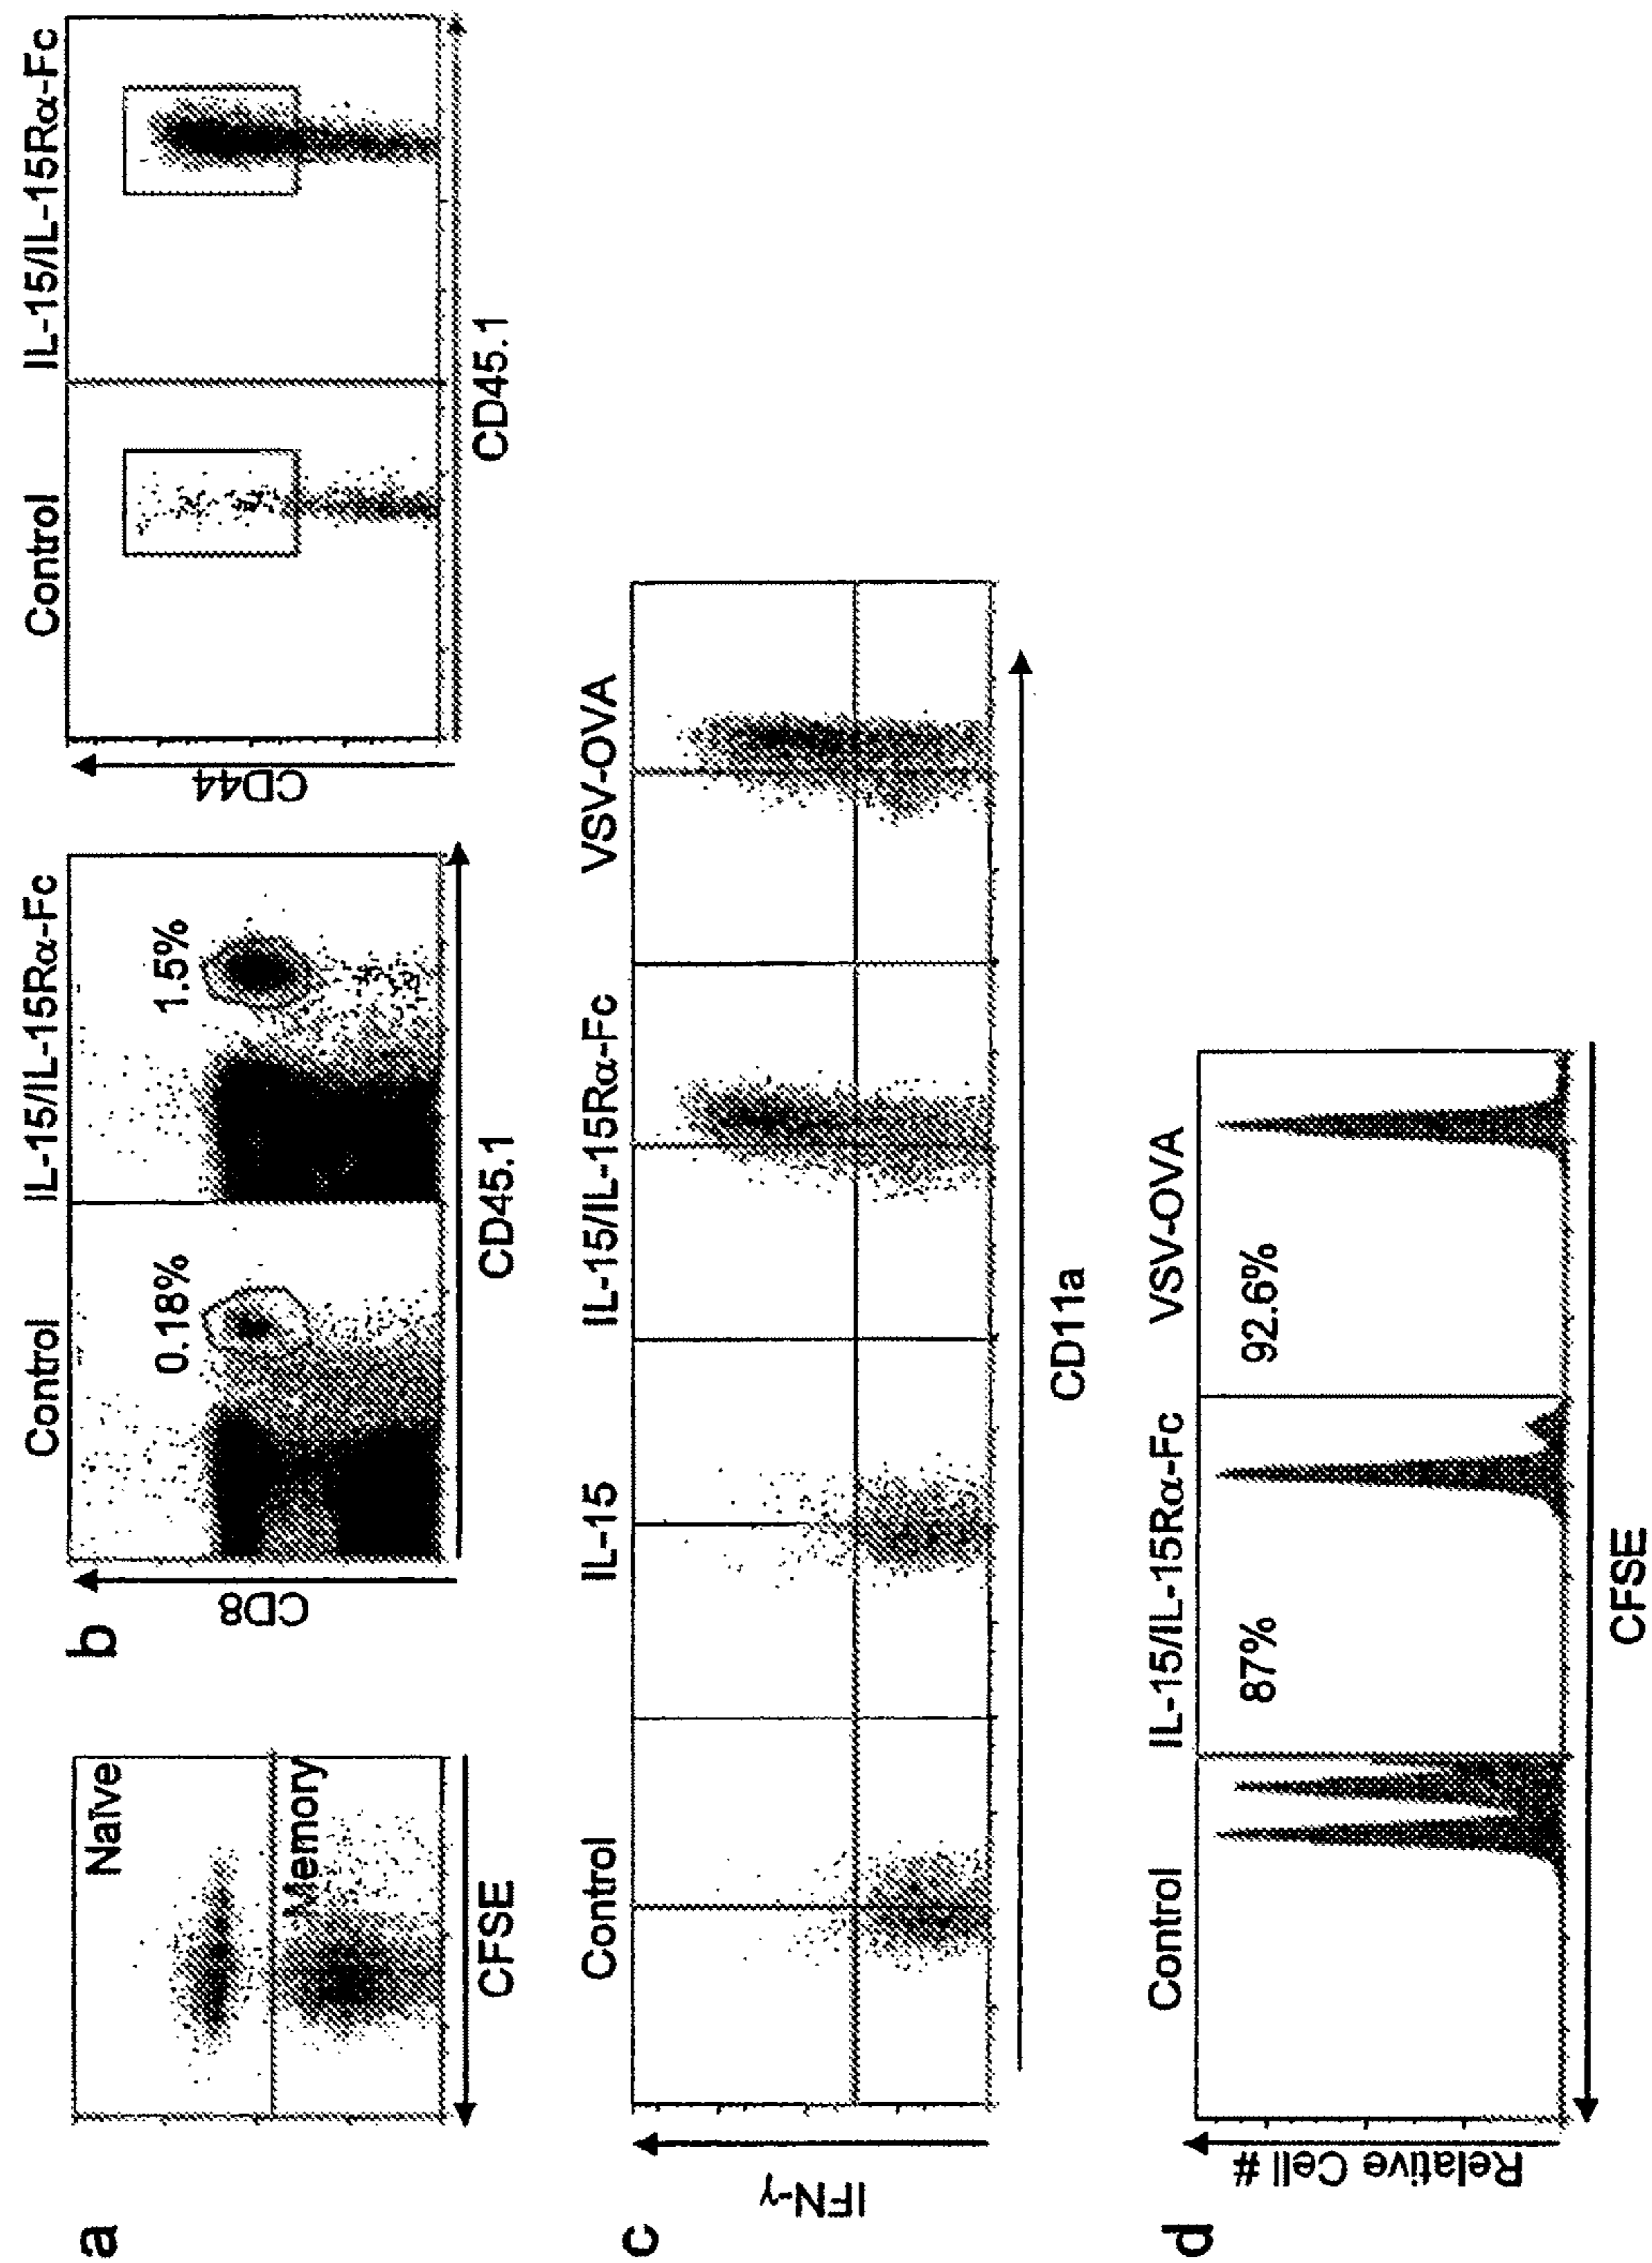 a
Naïve
Memory
CFSE
b
Control
IL-15/IL-15Rα-Fc
0.18%
1.5%
CD8
CD45.1
Control
IL-15/IL-15Rα-Fc
CD44
CD45.1
c
Control
IL-15
IL-15/IL-15Rα-Fc
VSV-OVA
IFN-γ
CD11a
d
Control
IL-15/IL-15Rα-Fc
VSV-OVA
87%
92.6%
Relative Cell #
CFSE